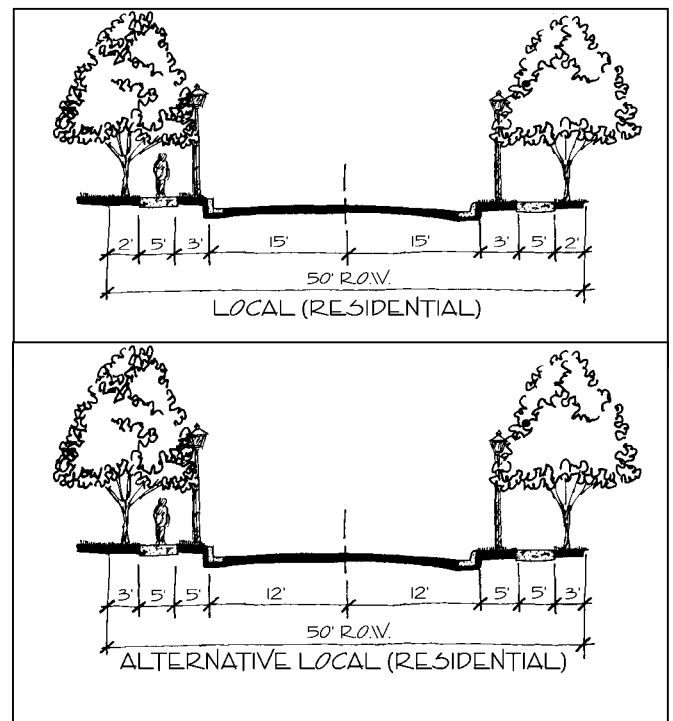 2' 5' 3' 15' 15' 3' 5' 2'
50' R.O.W.
LOCAL (RESIDENTIAL)
3' 5' 5' 12' 12' 5' 5' 3'
50' R.O.W.
ALTERNATIVE LOCAL (RESIDENTIAL)